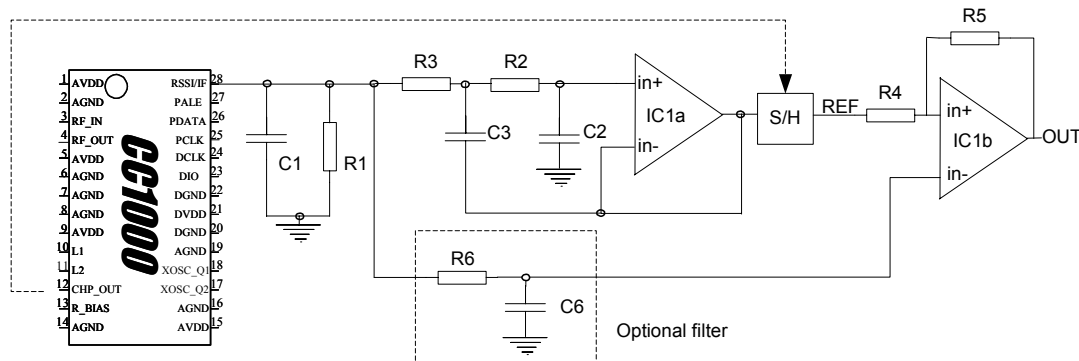 1 AVDD
2 AGND
3 RF_IN
4 RF_OUT
5 AVDD
6 AGND
7 AGND
8 AGND
9 AVDD
10 L1
11 L2
12 CHP_OUT
13 R_BIAS
14 AGND
CC1000
RSSI/IF 28
PALE 27
PDATA 26
PCLK 25
DCLK 24
DIO 23
DGND 22
DVDD 21
DGND 20
AGND 19
XOSC_Q1 18
XOSC_Q2 17
AGND 16
AVDD 15
C1
R1
R3
R2
C3
C2
in+
in-
IC1a
S/H
REF
R4
R5
in+
in-
IC1b
OUT
R6
C6
Optional filter